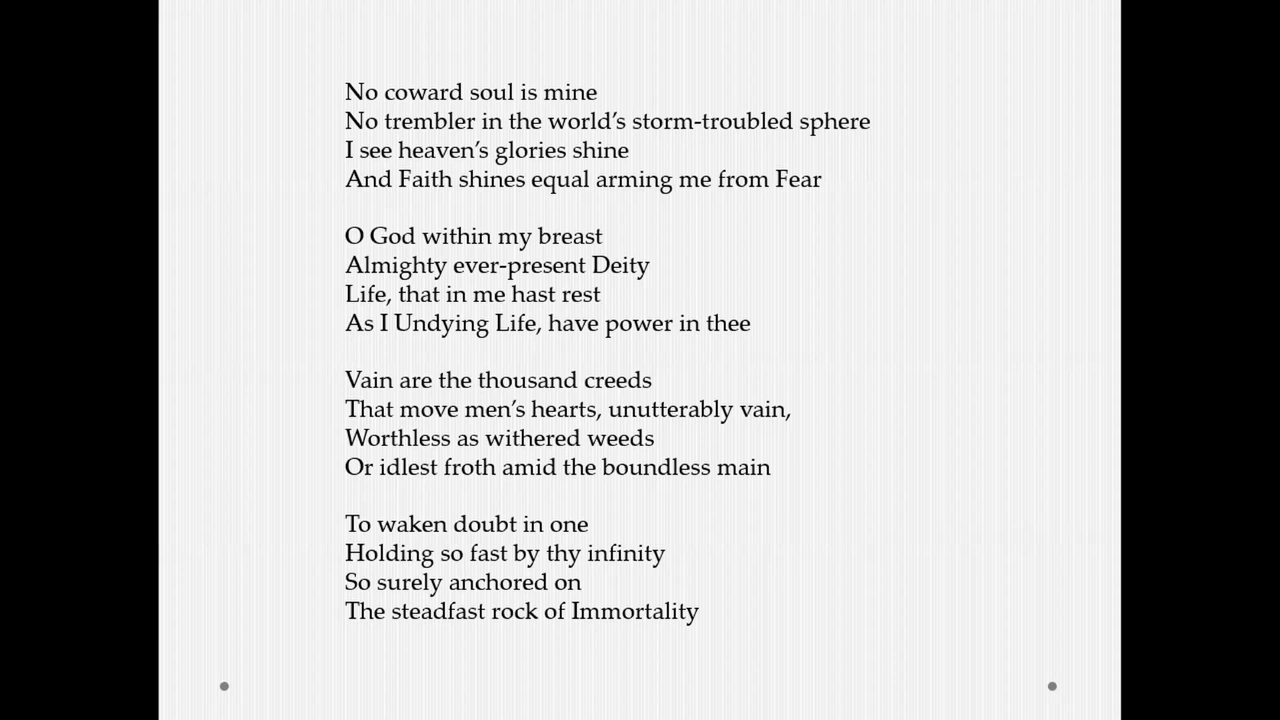 No coward soul is mine
No trembler in the world’s storm-troubled sphere
I see heaven’s glories shine
And Faith shines equal arming me from Fear

O God within my breast
Almighty ever-present Deity
Life, that in me hast rest
As I Undying Life, have power in thee

Vain are the thousand creeds
That move men’s hearts, unutterably vain,
Worthless as withered weeds
Or idlest froth amid the boundless main

To waken doubt in one
Holding so fast by thy infinity
So surely anchored on
The steadfast rock of Immortality